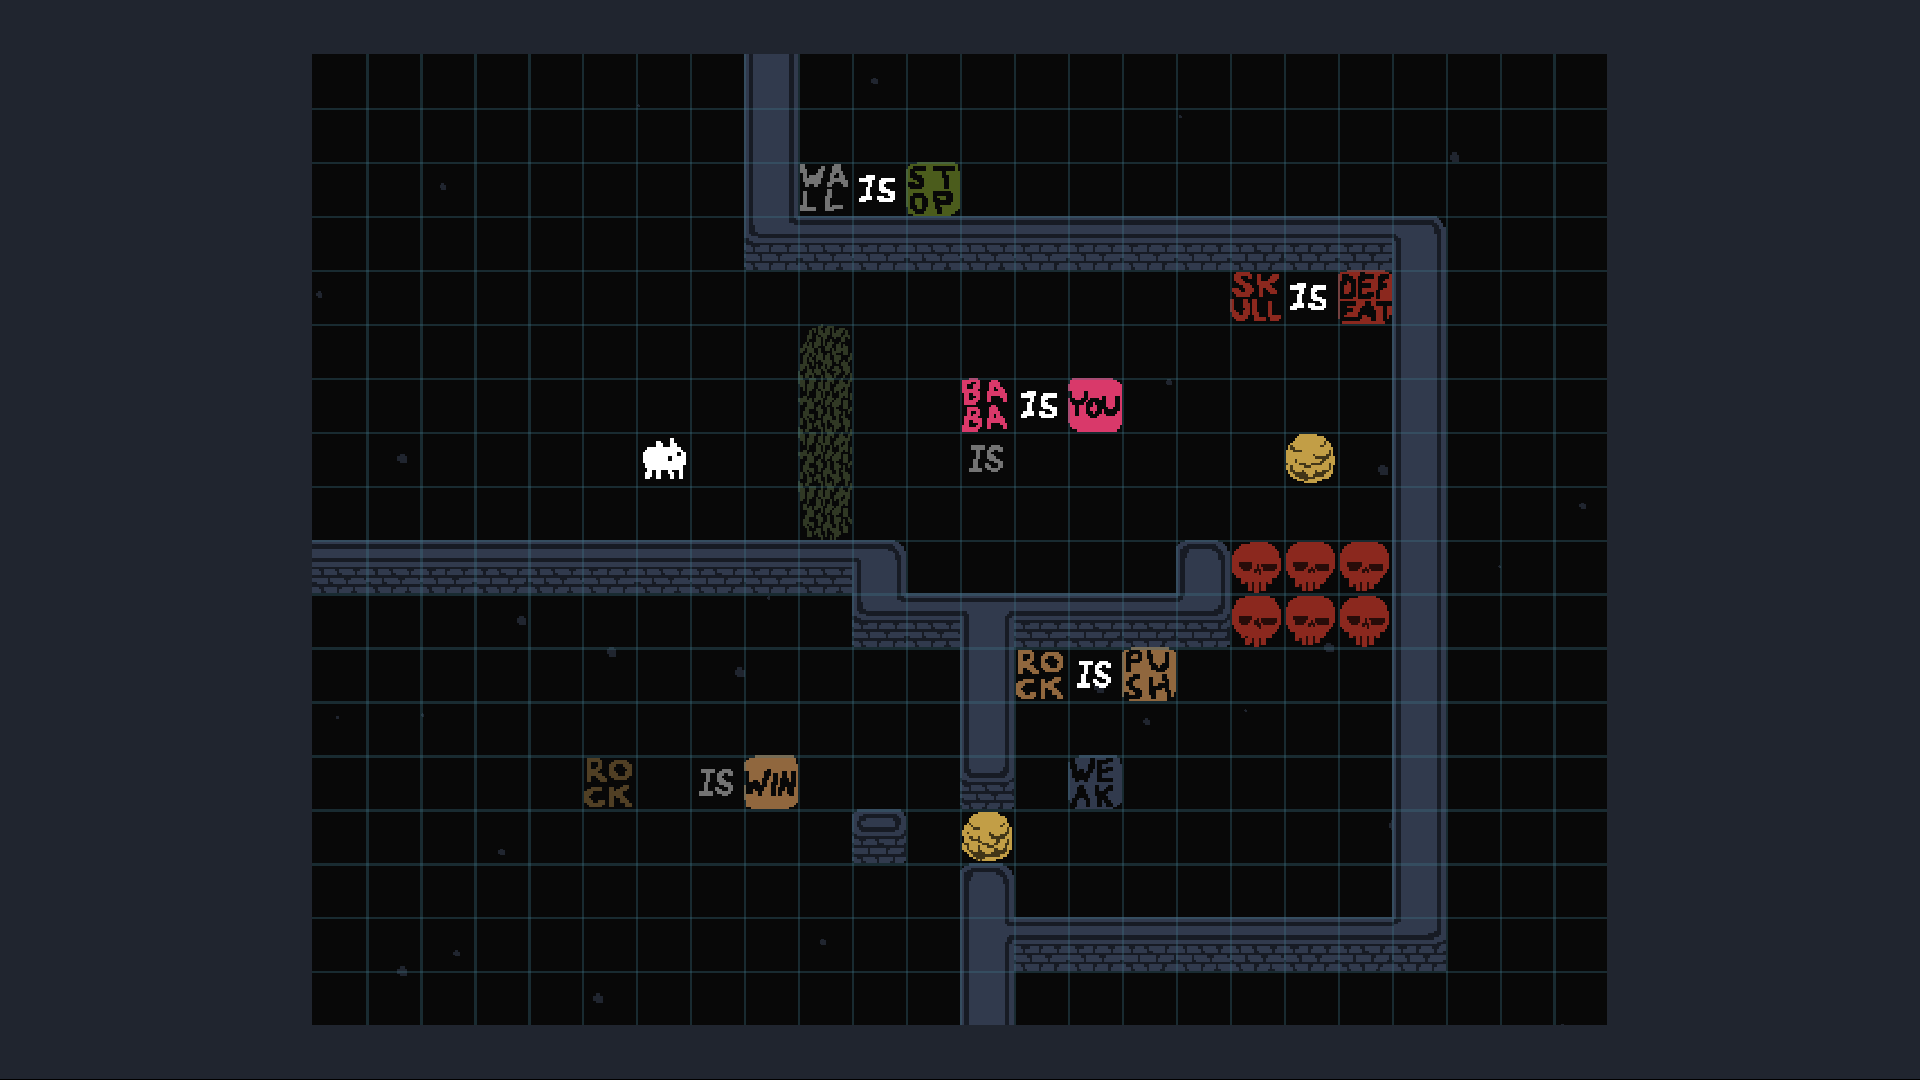 WALL IS STOP
SKULL IS DEFEAT
BABA IS YOU
IS
ROCK IS PUSH
ROCK IS WIN
WEAK